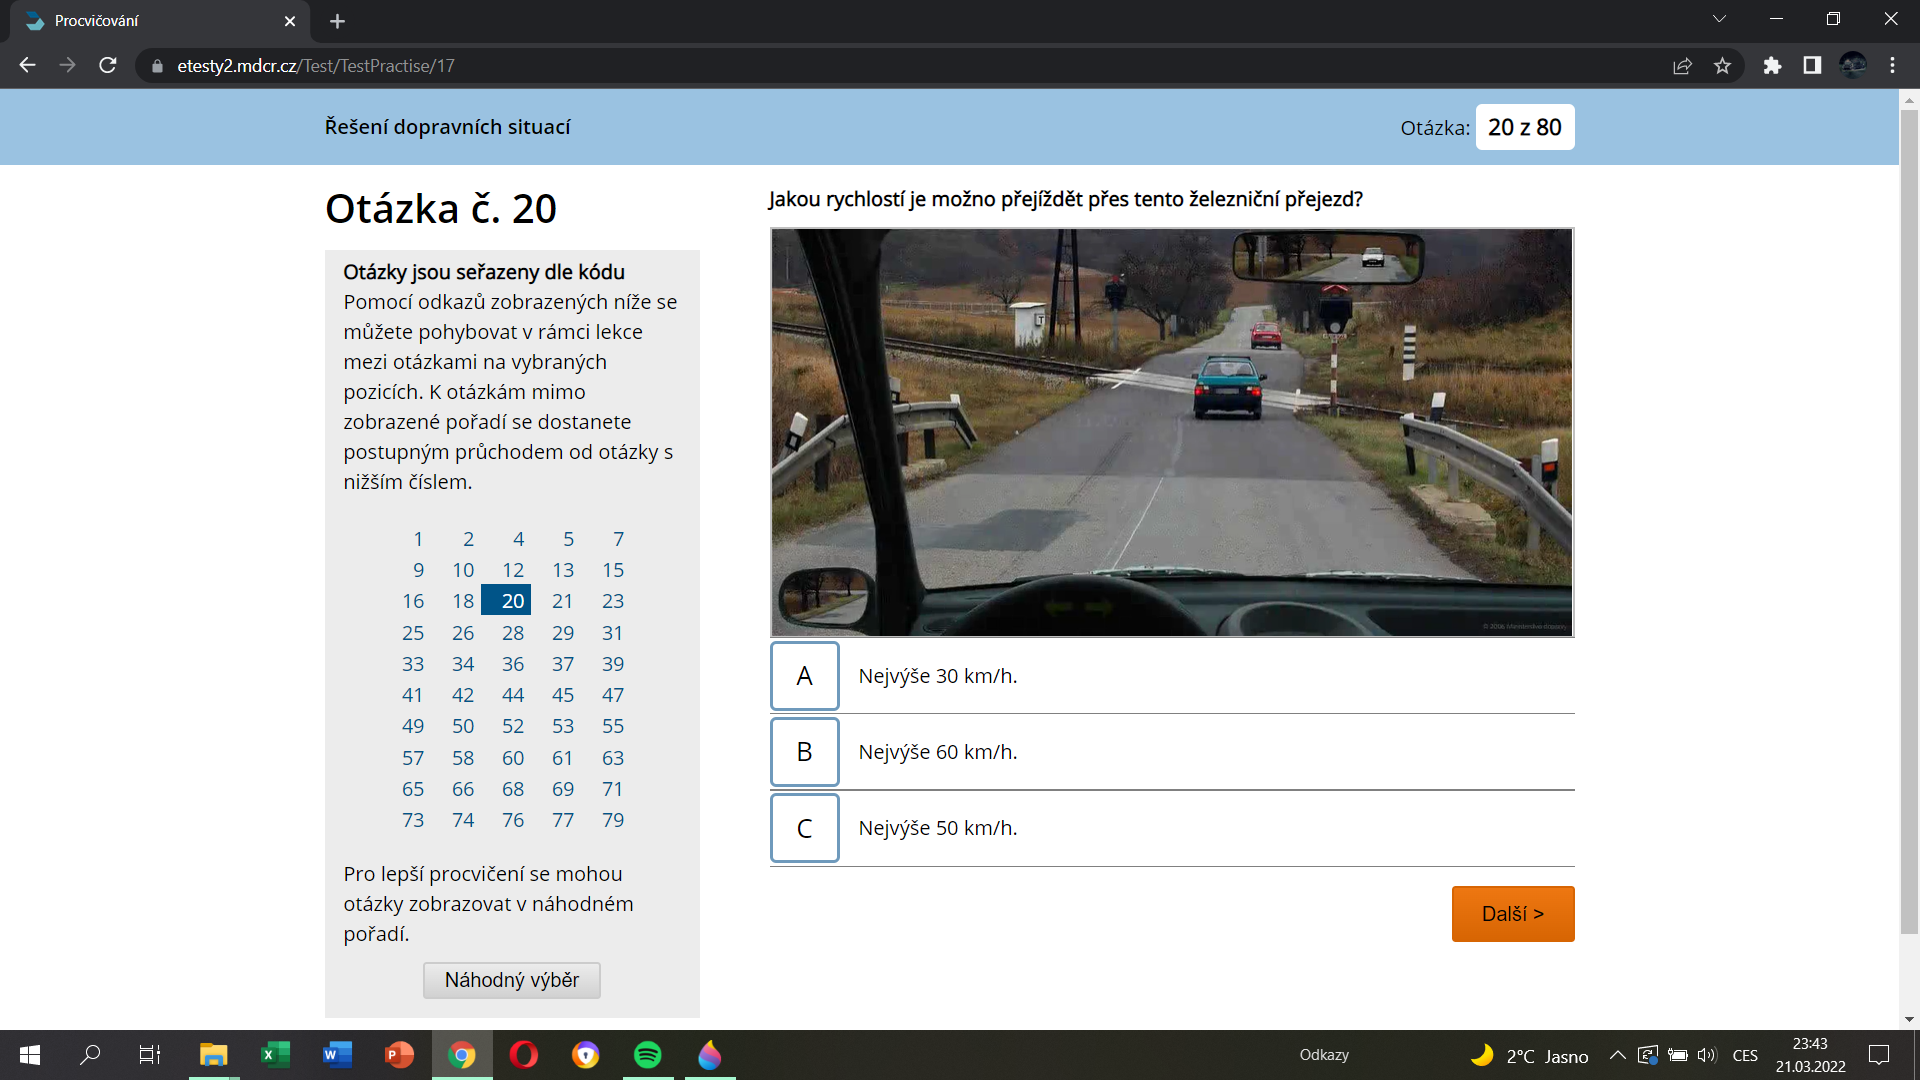 Procvičování
etesty2.mdcr.cz/Test/TestPractise/17
Řešení dopravních situací
Otázka: 20 z 80
Otázka č. 20
Otázky jsou seřazeny dle kódu
Pomocí odkazů zobrazených níže se
můžete pohybovat v rámci lekce
mezi otázkami na vybraných
pozicích. K otázkám mimo
zobrazené pořadí se dostanete
postupným průchodem od otázky s
nižším číslem.
1 2 4 5 7
9 10 12 13 15
16 18 20 21 23
25 26 28 29 31
33 34 36 37 39
41 42 44 45 47
49 50 52 53 55
57 58 60 61 63
65 66 68 69 71
73 74 76 77 79
Pro lepší procvičení se mohou
otázky zobrazovat v náhodném
pořadí.
Náhodný výběr
Jakou rychlostí je možno přejíždět přes tento železniční přejezd?
T
A Nejvýše 30 km/h.
B Nejvýše 60 km/h.
C Nejvýše 50 km/h.
Další >
Odkazy
2°C Jasno
CES
23:43
21.03.2022